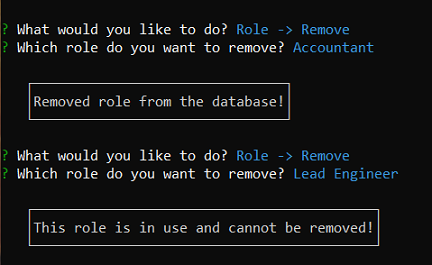 ? What would you like to do? Role -> Remove
? Which role do you want to remove? Accountant
Removed role from the database!
? What would you like to do? Role -> Remove
? Which role do you want to remove? Lead Engineer
This role is in use and cannot be removed!